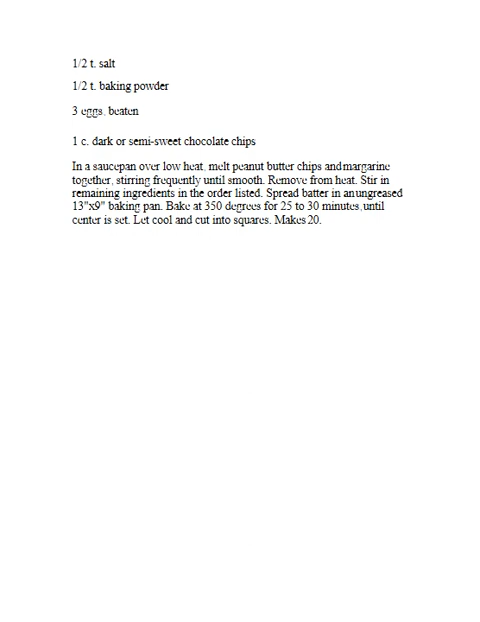 1/2 t. salt
1/2 t. baking powder
3 eggs, beaten
1 c. dark or semi-sweet chocolate chips
In a saucepan over low heat, melt peanut butter chips and margarine
together, stirring frequently until smooth. Remove from heat. Stir in
remaining ingredients in the order listed. Spread batter in an ungreased
13"x9" baking pan. Bake at 350 degrees for 25 to 30 minutes, until
center is set. Let cool and cut into squares. Makes 20.